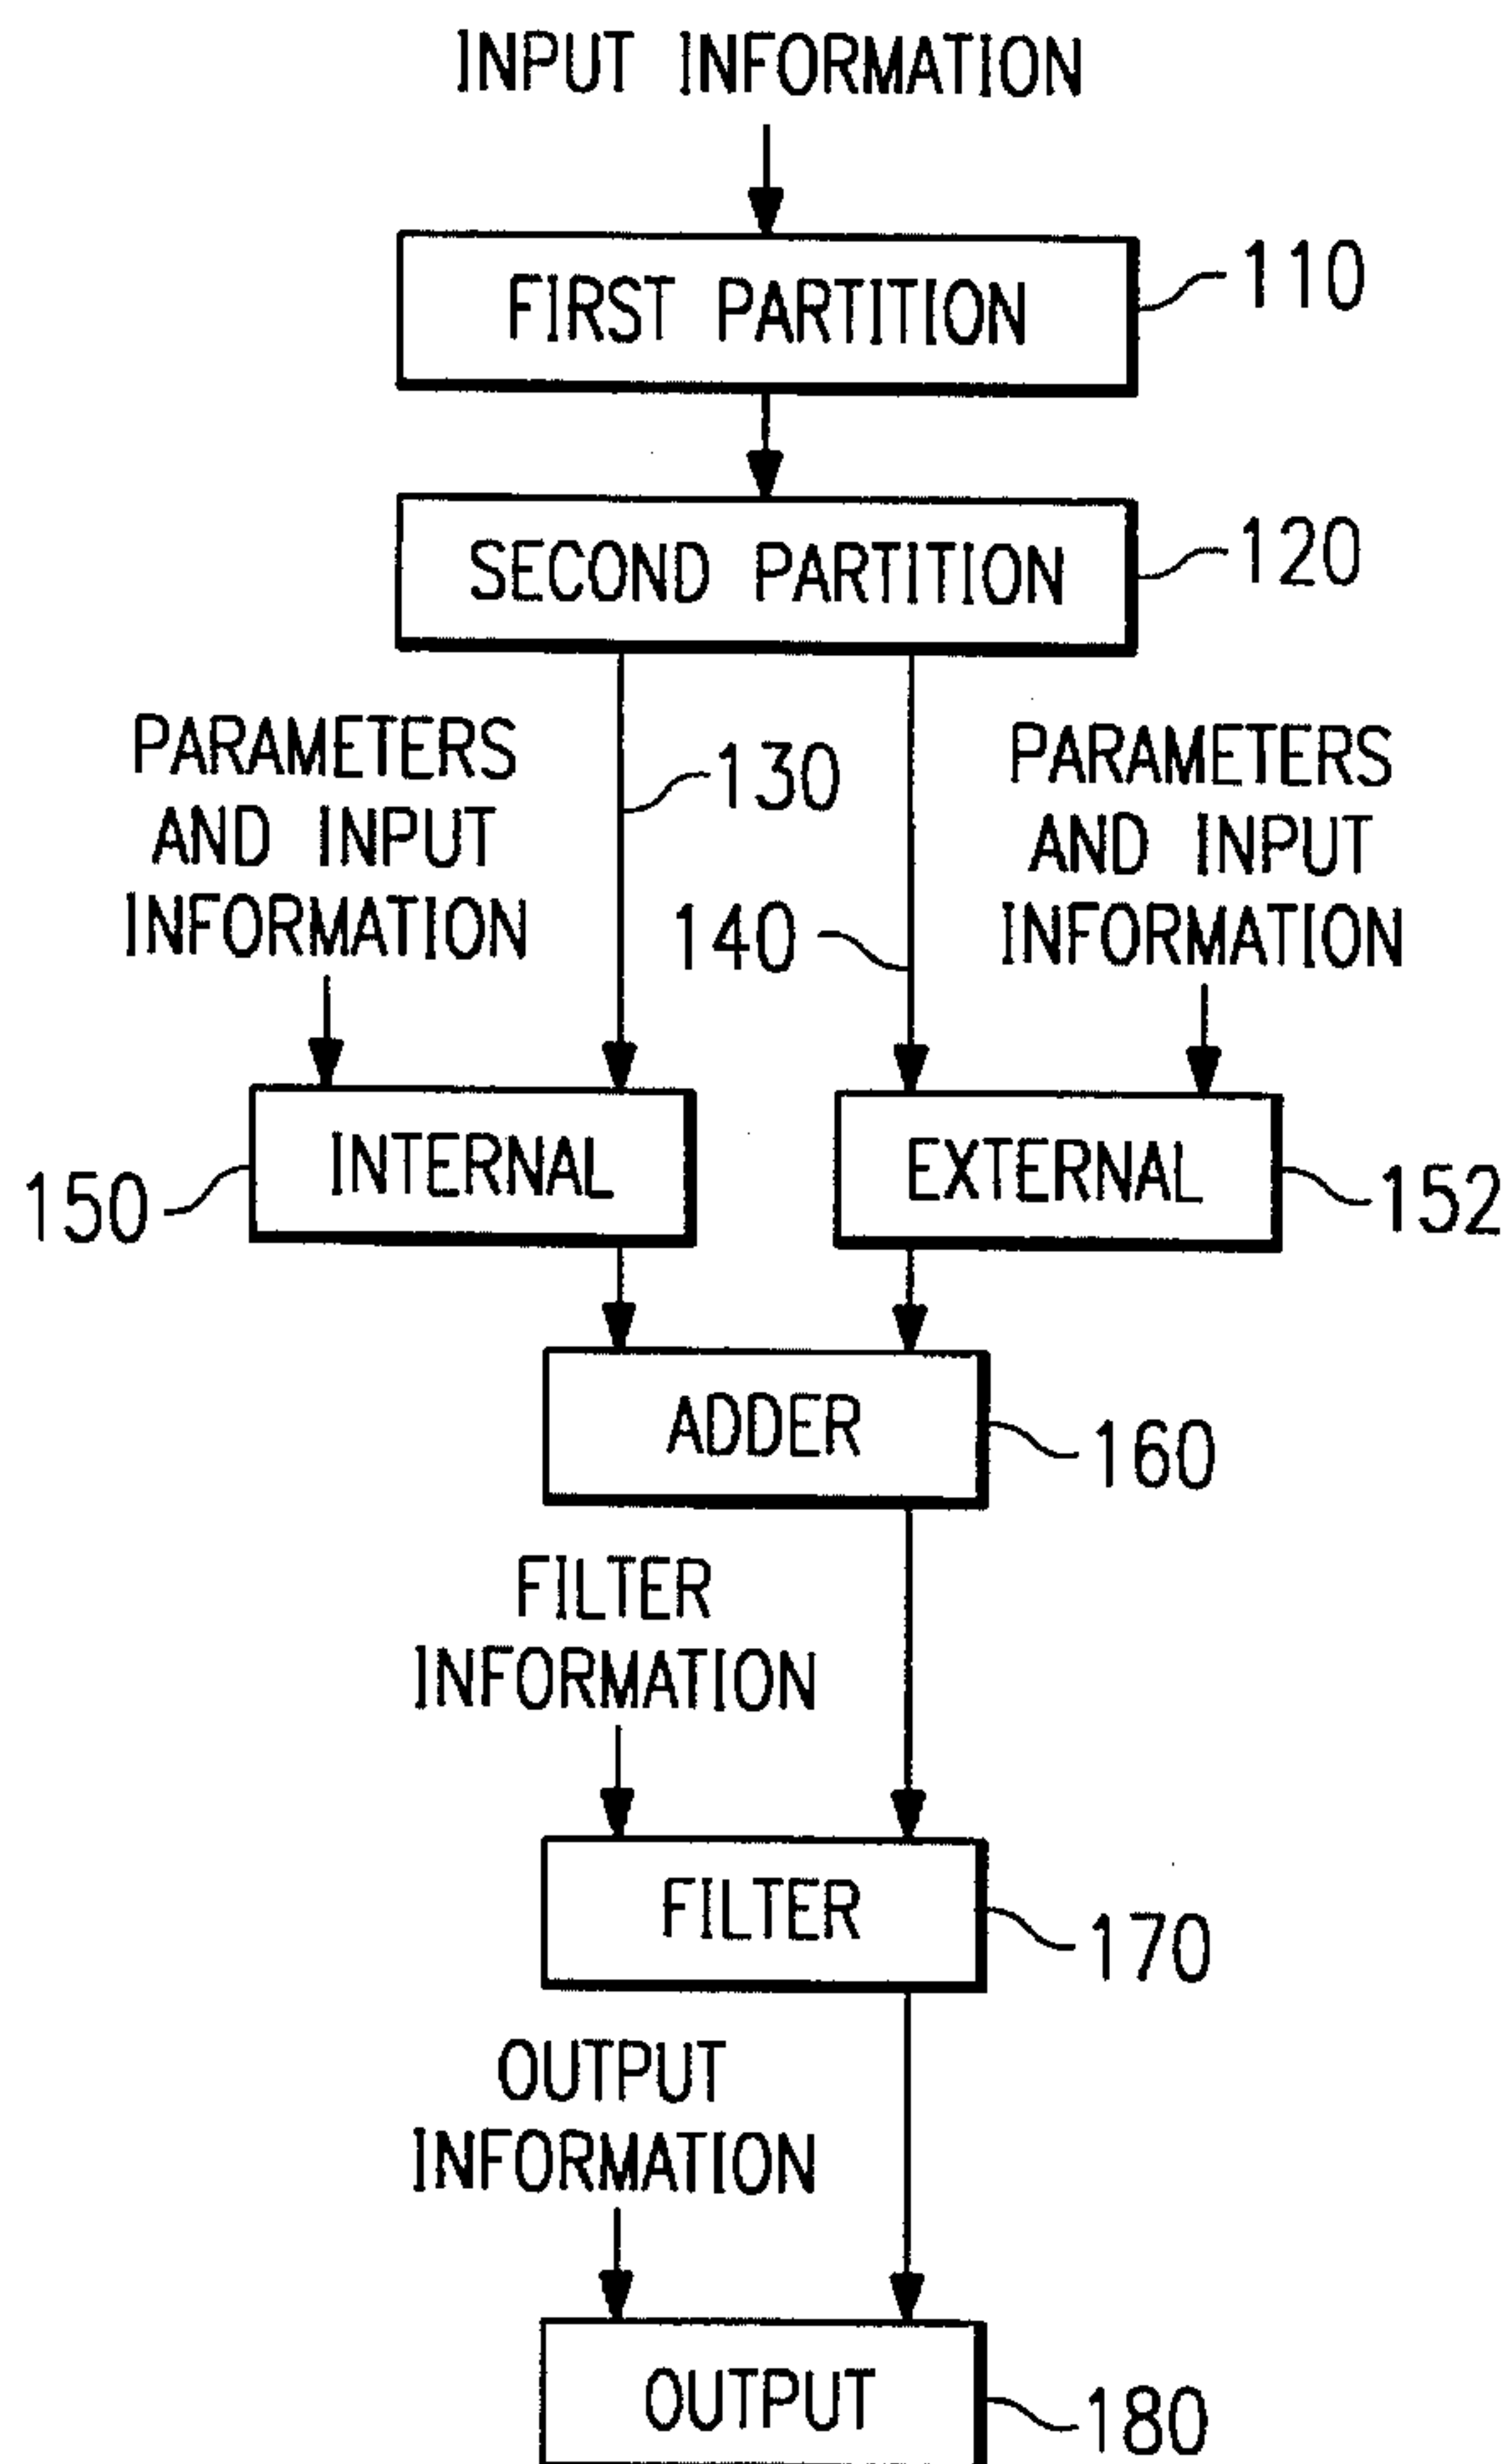 INPUT INFORMATION
FIRST PARTITION
110
SECOND PARTITION
120
PARAMETERS
AND INPUT
INFORMATION
130
140
PARAMETERS
AND INPUT
INFORMATION
INTERNAL
150
EXTERNAL
152
ADDER
160
FILTER
INFORMATION
FILTER
170
OUTPUT
INFORMATION
OUTPUT
180